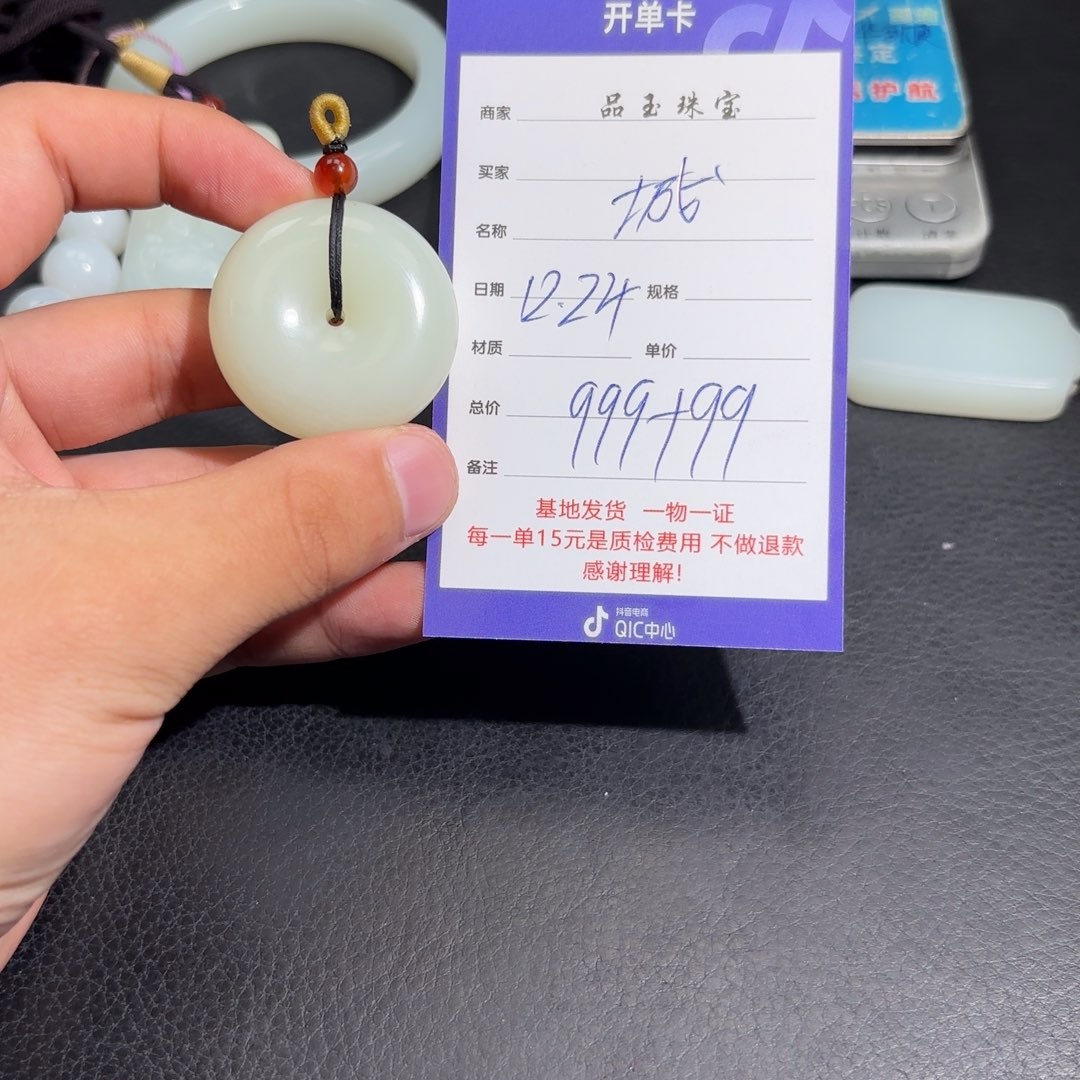 开单卡
商家 品玉珠宝
买家
名称
日期 12.24 规格
材质 单价
总价 999+99
备注
基地发货 一物一证
每一单15元是质检费用 不做退款
感谢理解!
抖音电商
QIC中心
定
护航
T